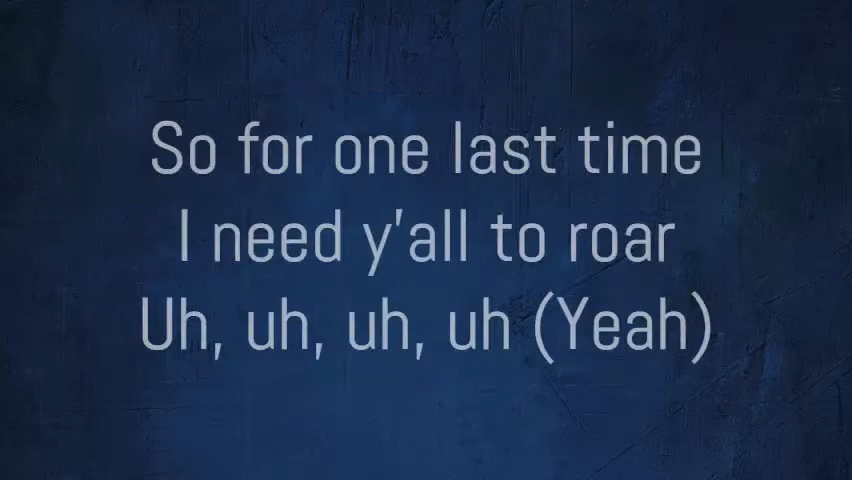 So for one last time
I need y'all to roar
Uh, uh, uh, uh (Yeah)